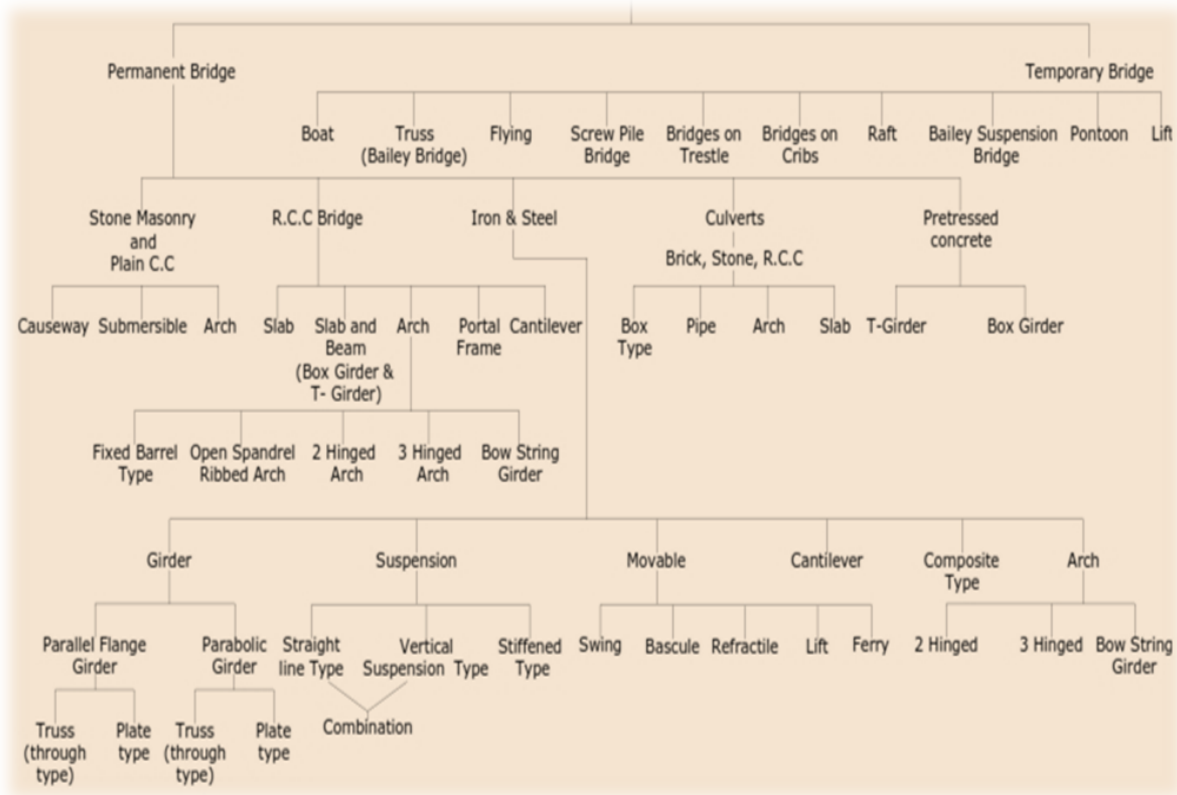 Permanent Bridge
Temporary Bridge
Boat
Truss
(Bailey Bridge)
Flying
Screw Pile
Bridge
Bridges on
Trestle
Bridges on
Cribs
Raft
Bailey Suspension
Bridge
Pontoon
Lift
Stone Masonry
and
Plain C.C
R.C.C Bridge
Iron & Steel
Culverts
Brick, Stone, R.C.C
Pretressed
concrete
Causeway
Submersible
Arch
Slab
Slab and
Beam
(Box Girder &
T- Girder)
Arch
Portal
Frame
Cantilever
Box
Type
Pipe
Arch
Slab
T-Girder
Box Girder
Fixed Barrel
Type
Open Spandrel
Ribbed Arch
2 Hinged
Arch
3 Hinged
Arch
Bow String
Girder
Girder
Suspension
Movable
Cantilever
Composite
Type
Arch
Parallel Flange
Girder
Parabolic
Girder
Straight
line Type
Vertical
Suspension Type
Stiffened
Type
Swing
Bascule
Refractile
Lift
Ferry
2 Hinged
3 Hinged
Bow String
Girder
Truss
(through
type)
Plate
type
Truss
(through
type)
Plate
type
Combination